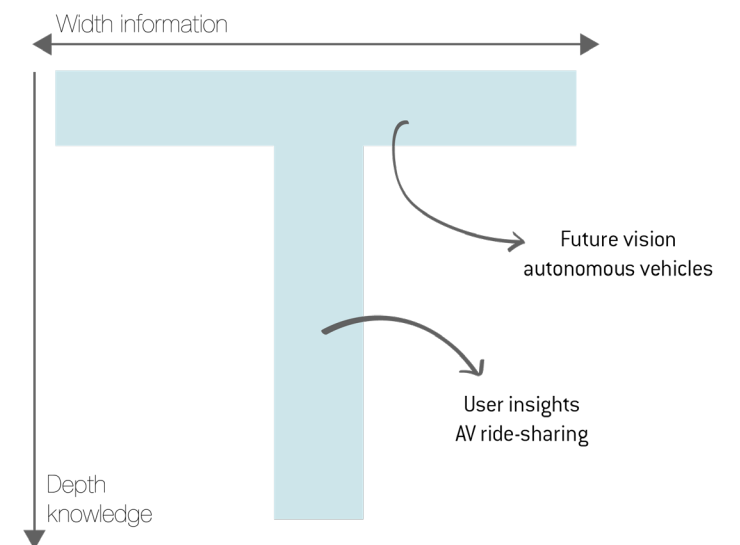 Width information
Future vision
autonomous vehicles
User insights
AV ride-sharing
Depth
knowledge